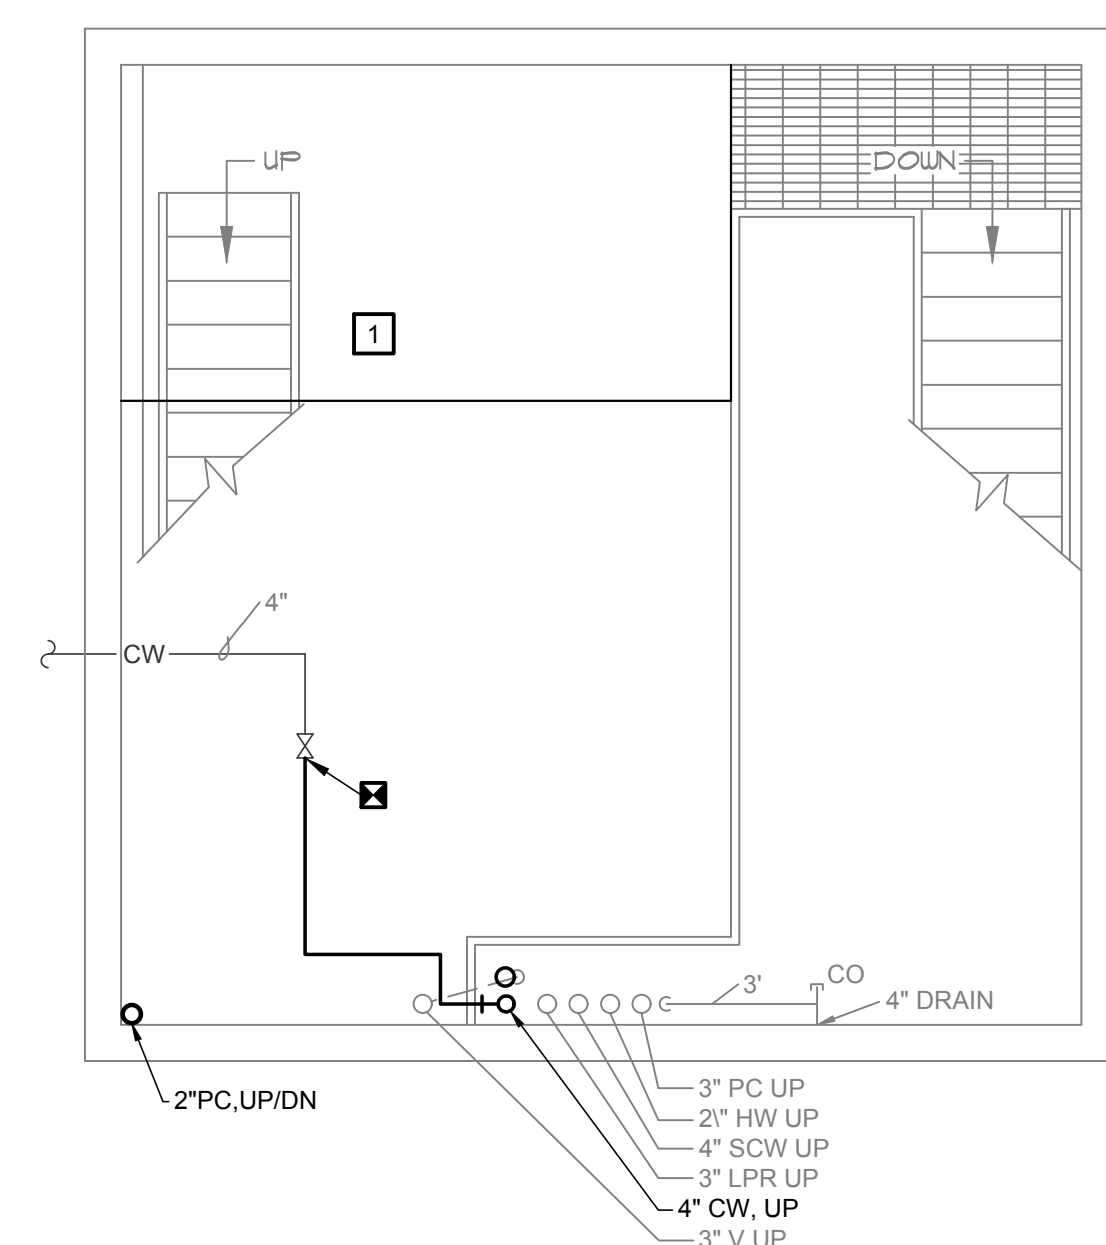 UP
DOWN
1
4"
CW
CO
3'
4" DRAIN
2"PC,UP/DN
3" PC UP
2\" HW UP
4" SCW UP
3" LPR UP
4" CW, UP
3" V UP